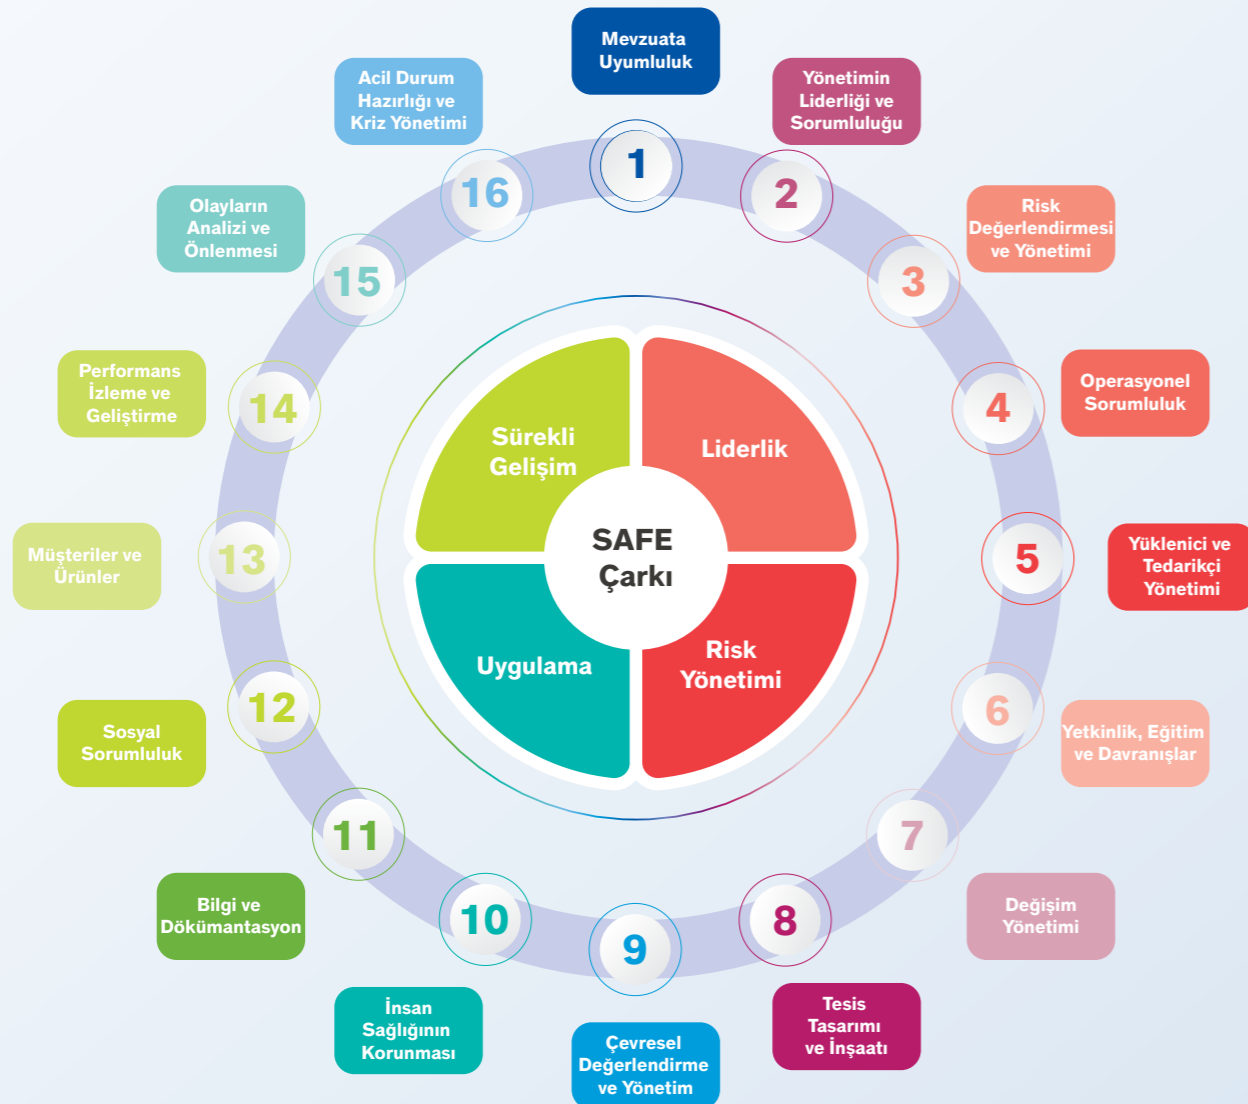 Mevzuata
Uyumluluk
1
Yönetimin
Liderliği ve
Sorumluluğu
2
Risk
Değerlendirmesi
ve Yönetimi
3
Operasyonel
Sorumluluk
4
Yüklenici ve
Tedarikçi
Yönetimi
5
Yetkinlik, Eğitim
ve Davranışlar
6
Değişim
Yönetimi
7
Tesis
Tasarımı
ve İnşaatı
8
Çevresel
Değerlendirme
ve Yönetim
9
İnsan
Sağlığının
Korunması
10
Bilgi ve
Dökümantasyon
11
Sosyal
Sorumluluk
12
Müşteriler ve
Ürünler
13
Performans
İzleme ve
Geliştirme
14
Olayların
Analizi ve
Önlenmesi
15
Acil Durum
Hazırlığı ve
Kriz Yönetimi
16
Sürekli
Gelişim
Liderlik
SAFE
Çarkı
Uygulama
Risk
Yönetimi